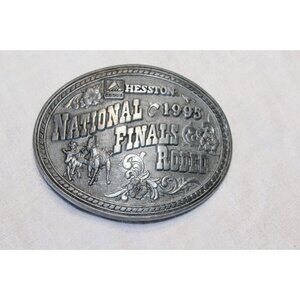 HESSTON
NATIONAL 1995
FINALS
RODEO